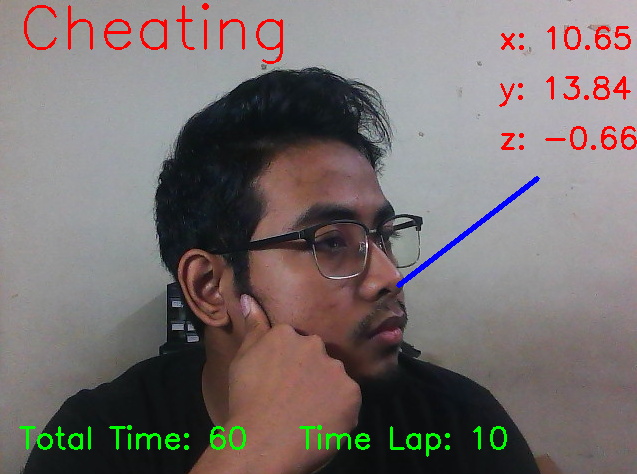 Cheating
x: 10.65
y: 13.84
z: -0.66
Total Time: 60 Time Lap: 10